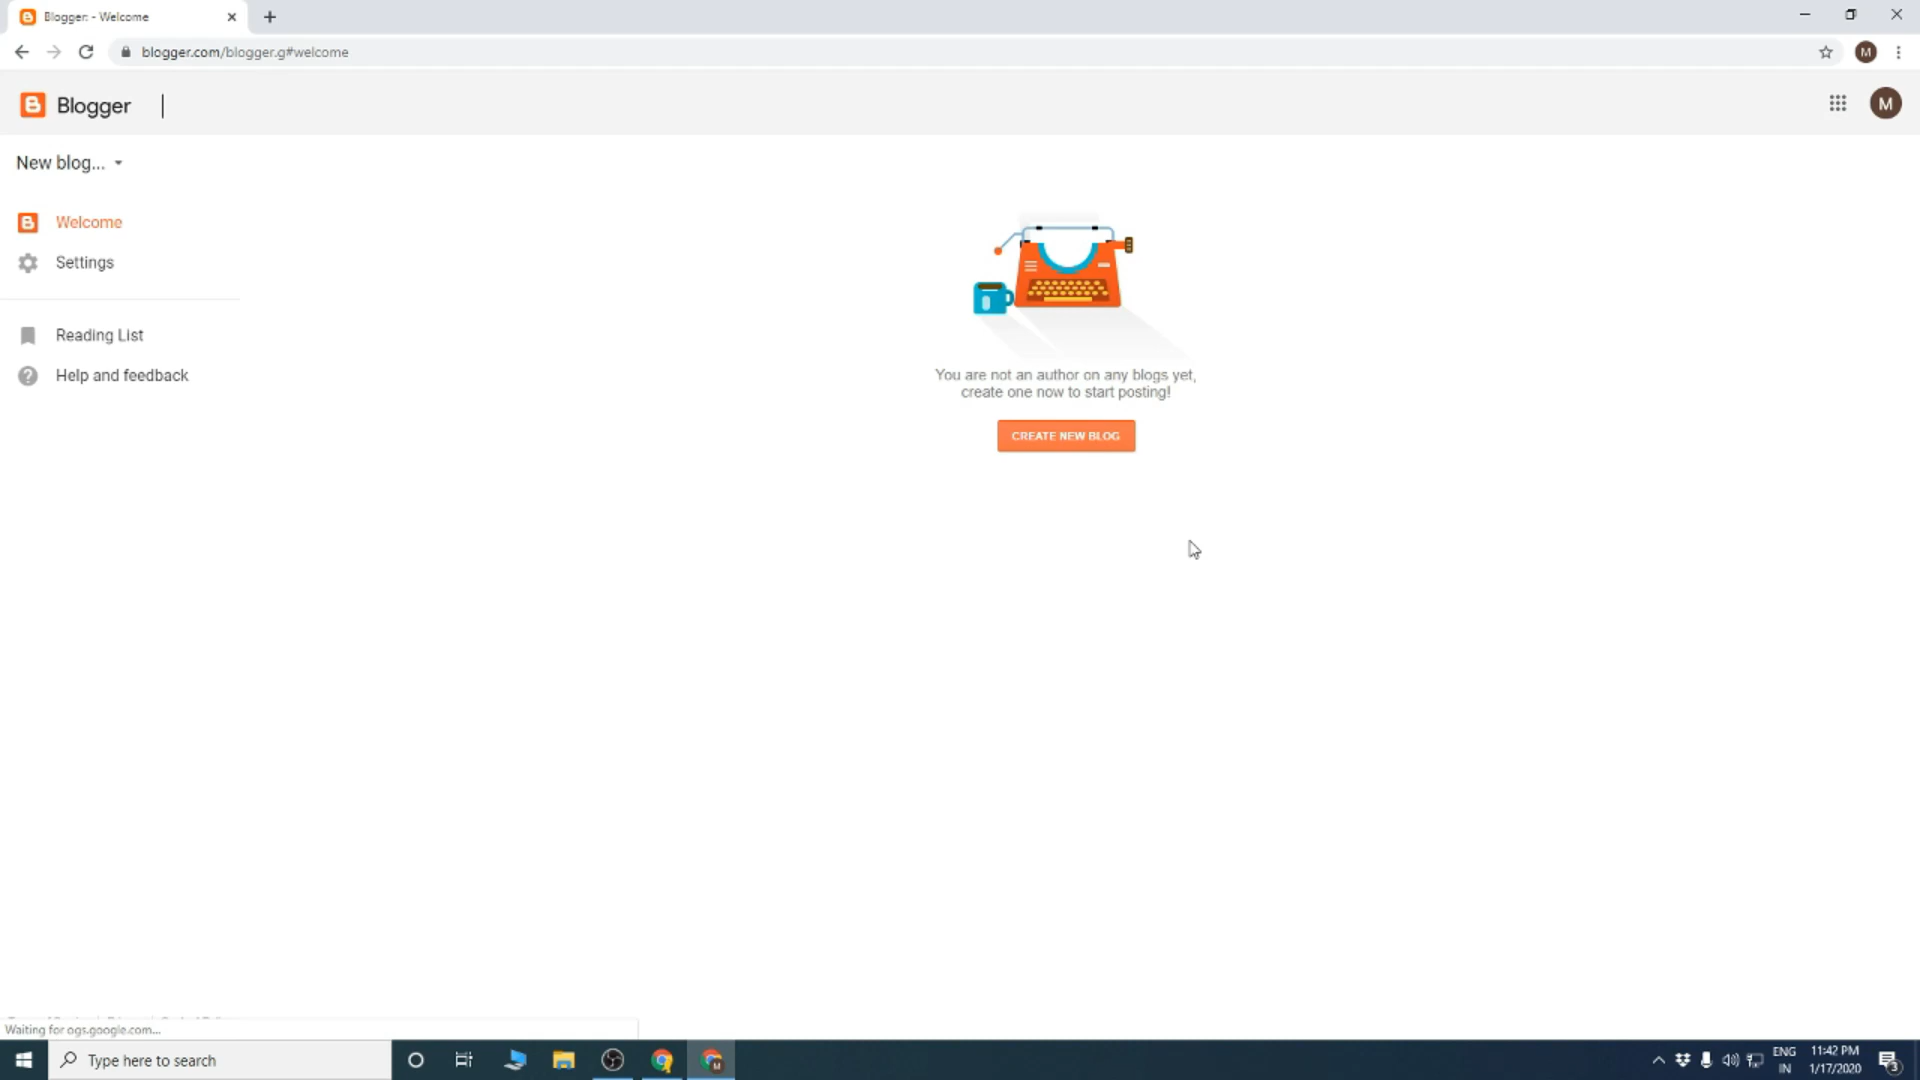 Blogger: - Welcome
blogger.com/blogger.g#welcome
M
Blogger
M
New blog...
Welcome
Settings
Reading List
Help and feedback
You are not an author on any blogs yet,
create one now to start posting!
CREATE NEW BLOG
Waiting for ogs.google.com...
Type here to search
ENG
IN
11:42 PM
1/17/2020
3